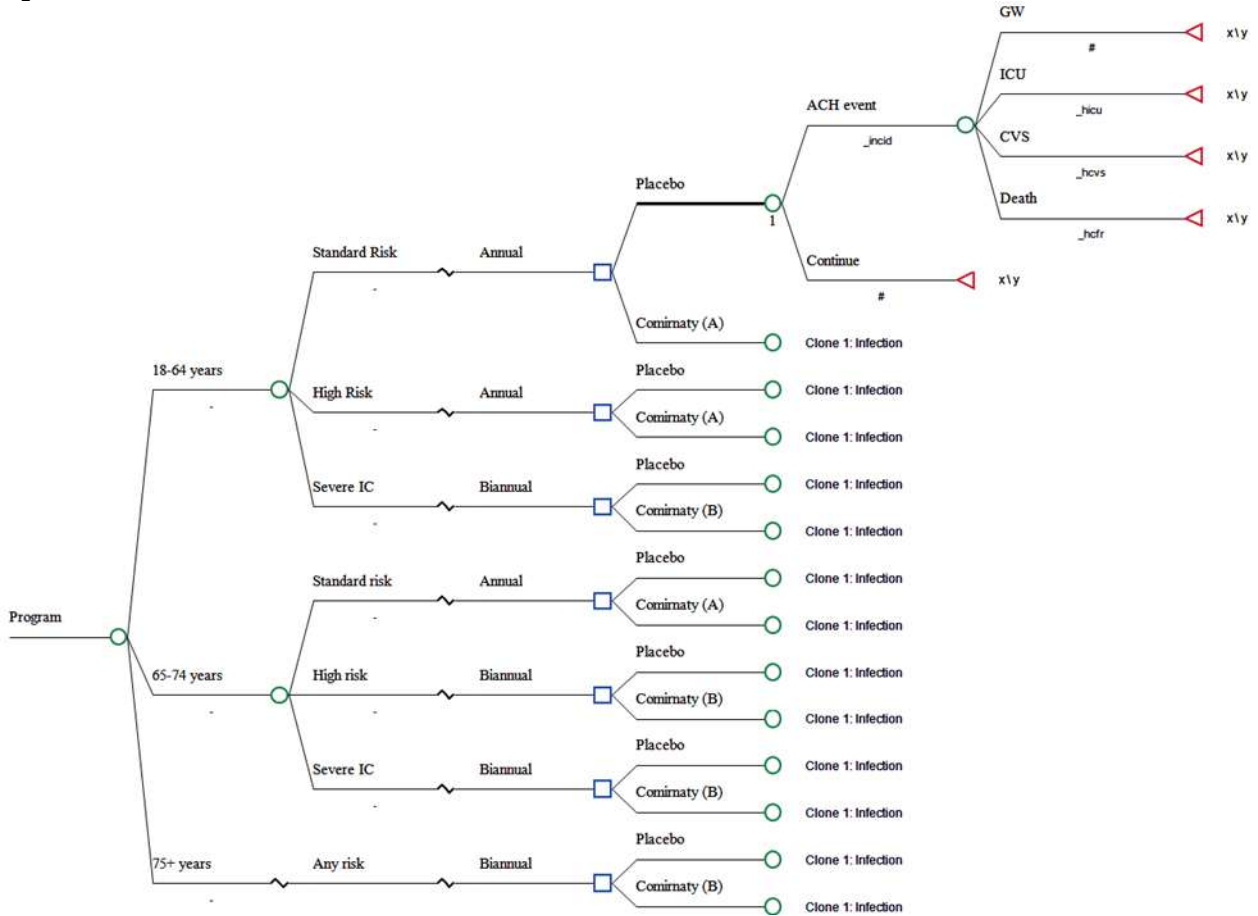 GW
#
x\y
ICU
_hicu
x\y
ACH event
_incid
CVS
_hcvs
x\y
Death
_hcfr
x\y
Placebo
1
Continue
#
x\y
Standard Risk
-
Annual
Comirnaty (A)
Clone 1: Infection
18-64 years
-
High Risk
-
Annual
Placebo
Clone 1: Infection
Comirnaty (A)
Clone 1: Infection
Severe IC
-
Biannual
Placebo
Clone 1: Infection
Comirnaty (B)
Clone 1: Infection
Program
Standard risk
-
Annual
Placebo
Clone 1: Infection
Comirnaty (A)
Clone 1: Infection
65-74 years
-
High risk
-
Biannual
Placebo
Clone 1: Infection
Comirnaty (B)
Clone 1: Infection
Severe IC
-
Biannual
Placebo
Clone 1: Infection
Comirnaty (B)
Clone 1: Infection
75+ years
-
Any risk
-
Biannual
Placebo
Clone 1: Infection
Comirnaty (B)
Clone 1: Infection